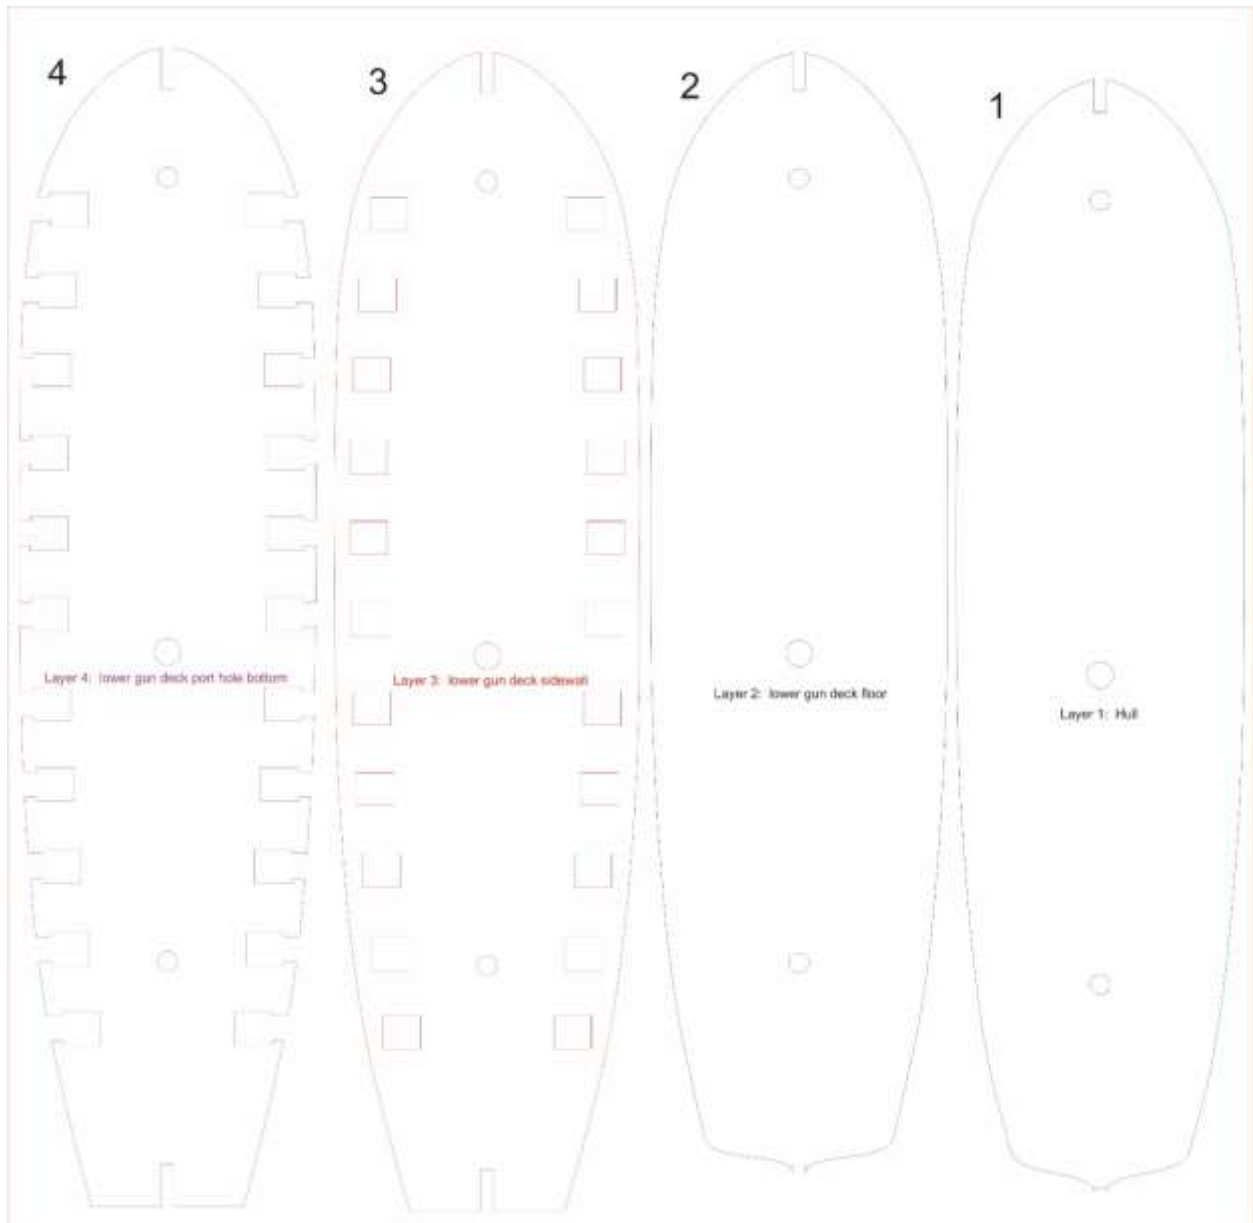 4
3
2
1
Layer 4: lower gun deck port hole bottom
Layer 3: lower gun deck sidewall
Layer 2: lower gun deck floor
Layer 1: Hull